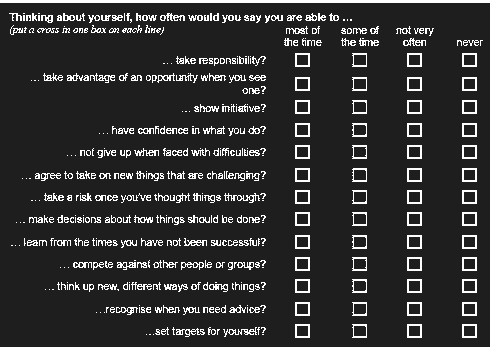 Thinking about yourself, how often would you say you are able to ...
(put a cross in one box on each line)
most of the time
some of the time
not very often
never
... take responsibility?
... take advantage of an opportunity when you see
one?
... show initiative?
... have confidence in what you do?
... not give up when faced with difficulties?
... agree to take on new things that are challenging?
... take a risk once you've thought things through?
... make decisions about how things should be done?
... learn from the times you have not been successful?
... compete against other people or groups?
... think up new, different ways of doing things?
...recognise when you need advice?
...set targets for yourself?